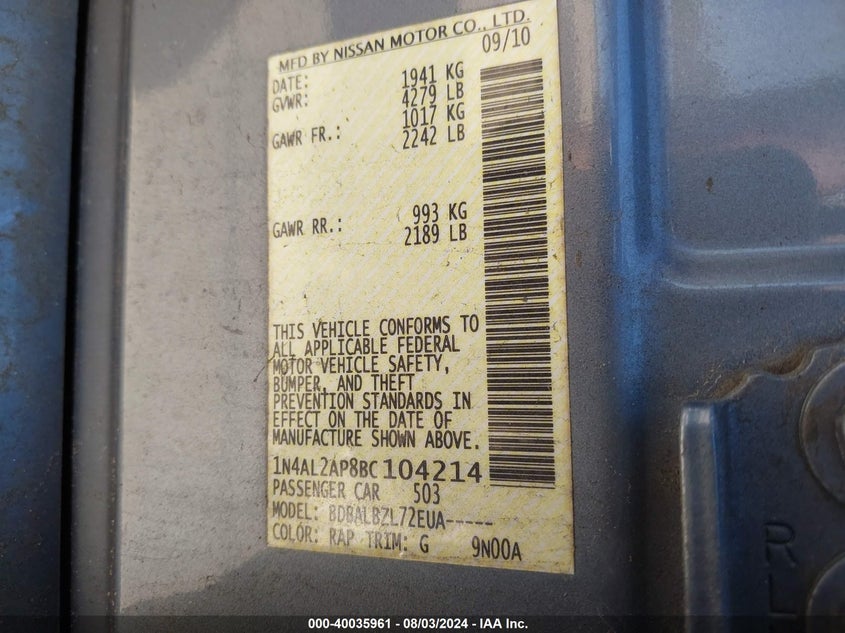 MFD BY NISSAN MOTOR CO., LTD.
DATE: 09/10
GVWR: 1941 KG
4279 LB
GAWR FR.: 1017 KG
2242 LB
GAWR RR.: 993 KG
2189 LB
THIS VEHICLE CONFORMS TO
ALL APPLICABLE FEDERAL
MOTOR VEHICLE SAFETY,
BUMPER, AND THEFT
PREVENTION STANDARDS IN
EFFECT ON THE DATE OF
MANUFACTURE SHOWN ABOVE.
1N4AL2AP8BC104214
PASSENGER CAR 503
MODEL: BDBALBZL72EUA-----
COLOR: RAP TRIM: G 9N00A
RL
000-40035961 - 08/03/2024 - IAA Inc.